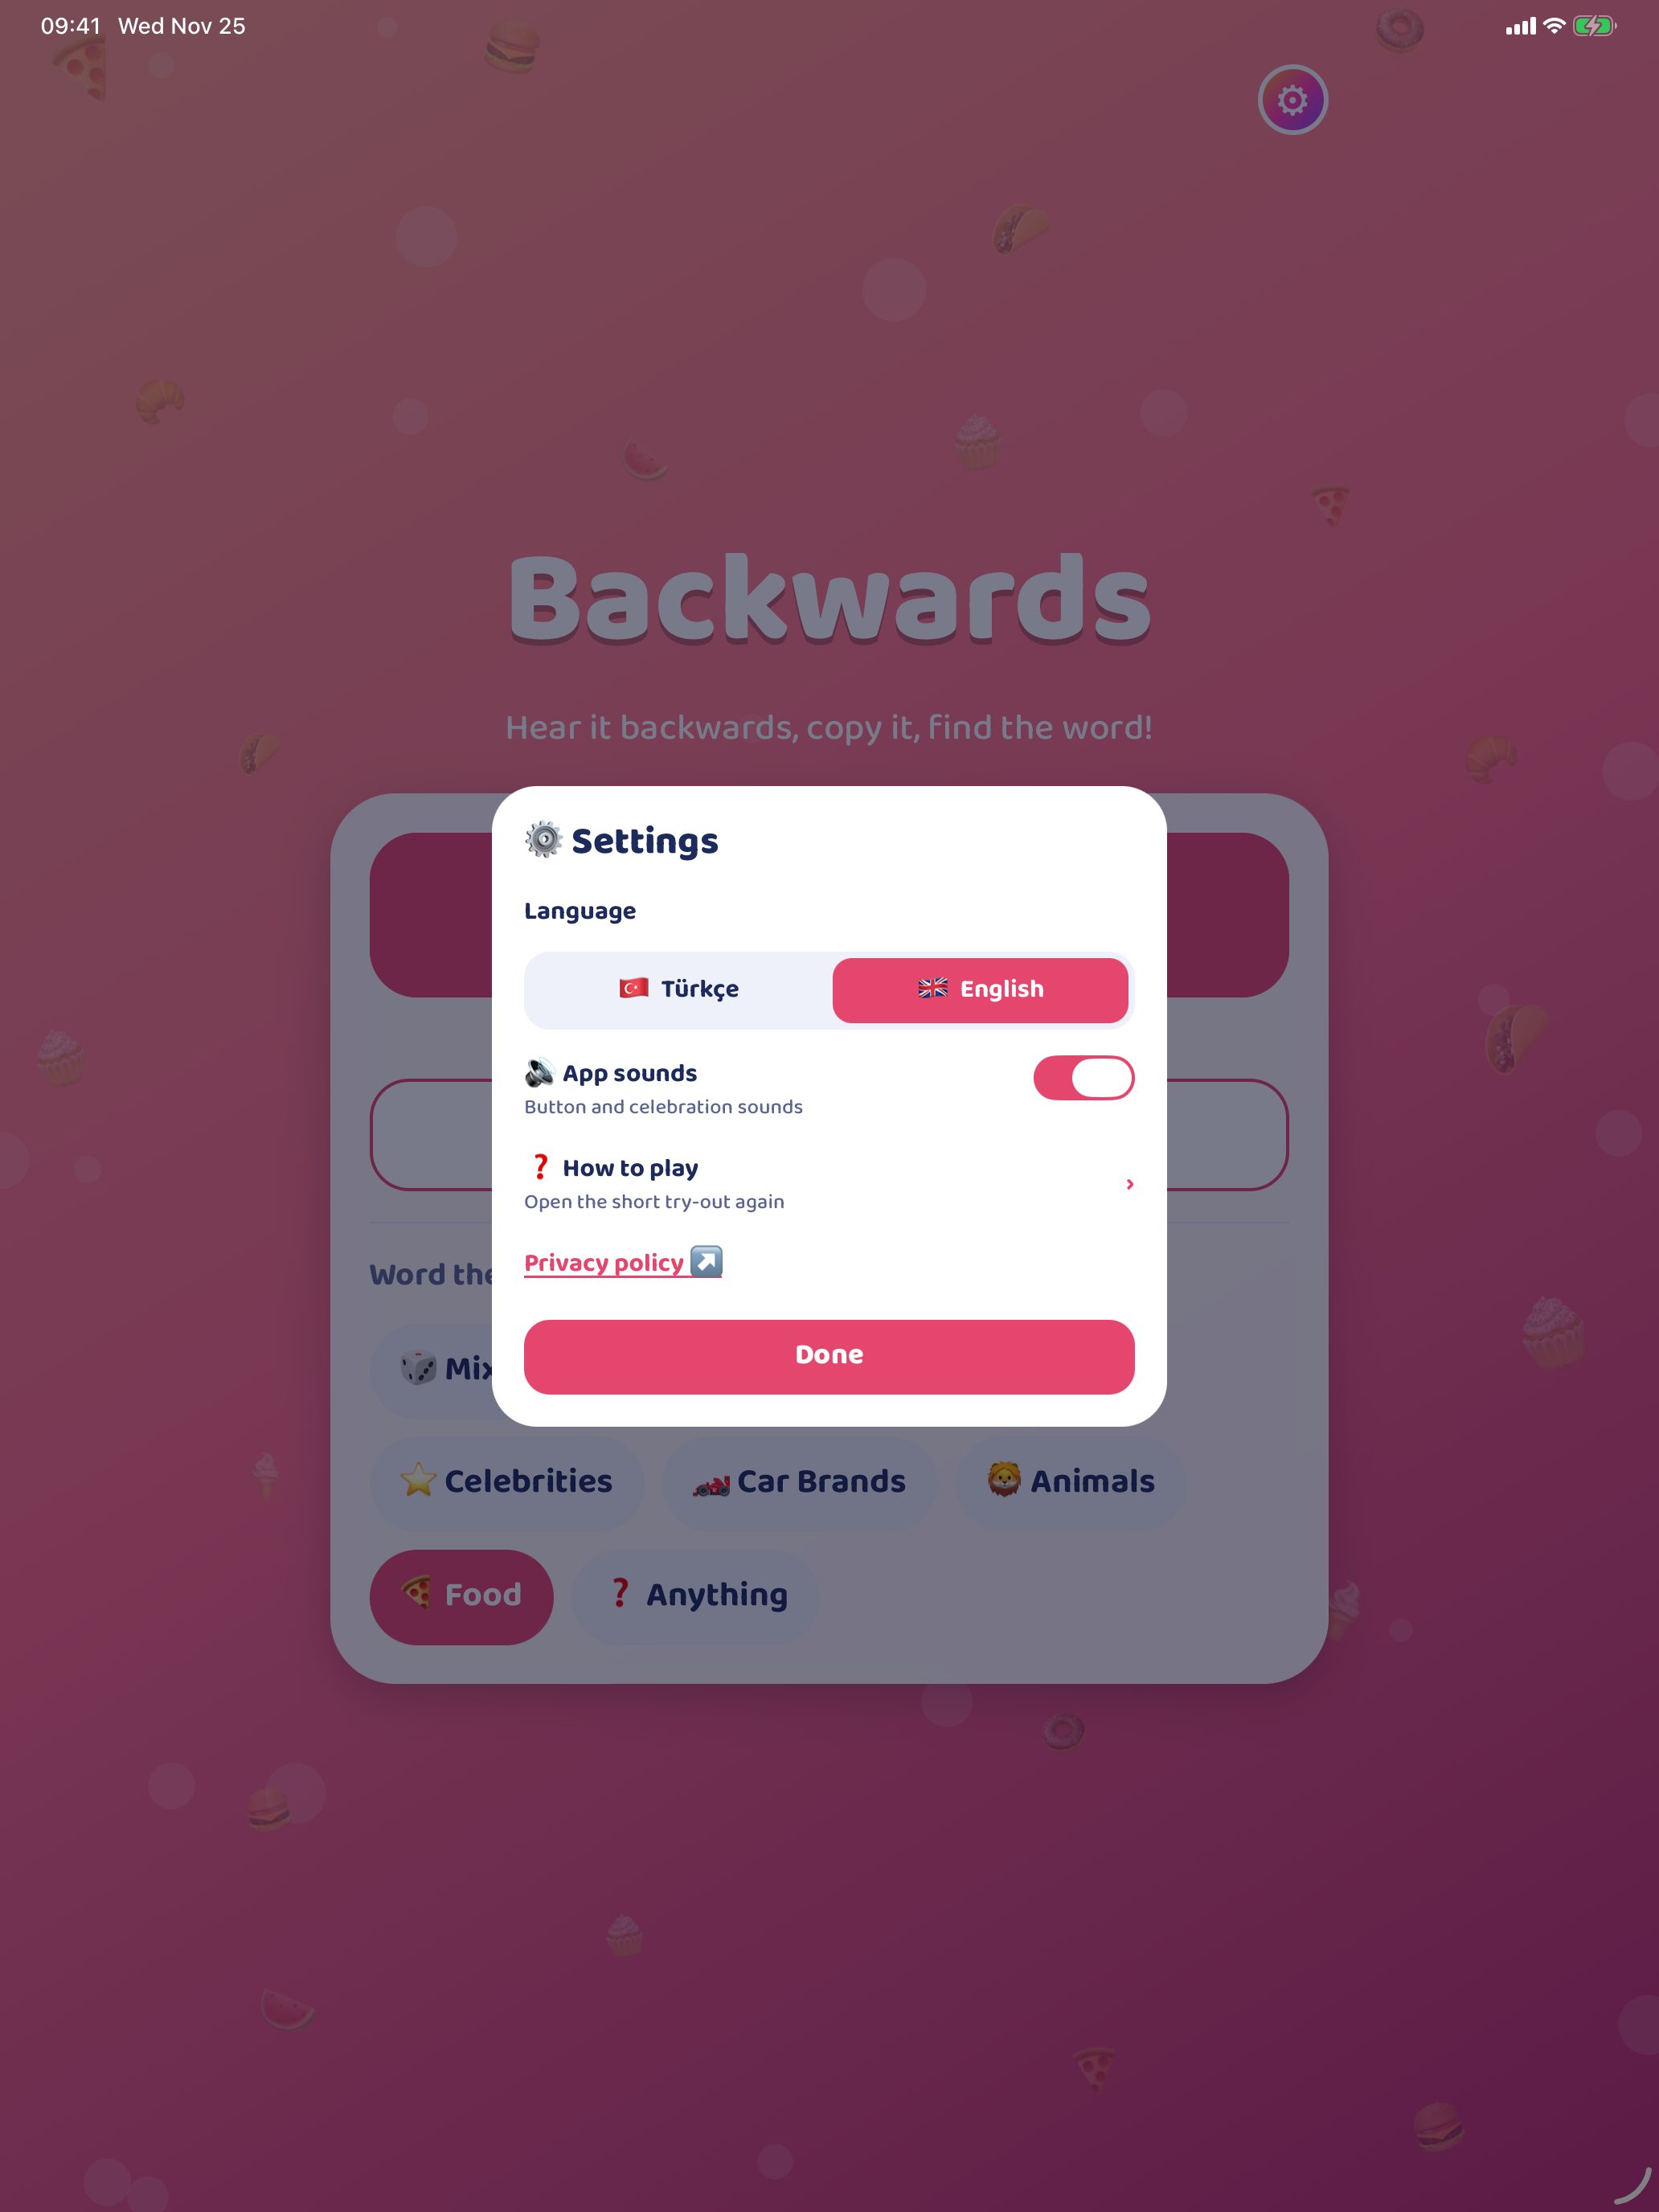 09:41 Wed Nov 25
Backwards
Hear it backwards, copy it, find the word!
Settings
Language
Türkçe English
App sounds
Button and celebration sounds
How to play
Open the short try-out again
Privacy policy
Done
Word the
Mix
Celebrities Car Brands Animals
Food Anything